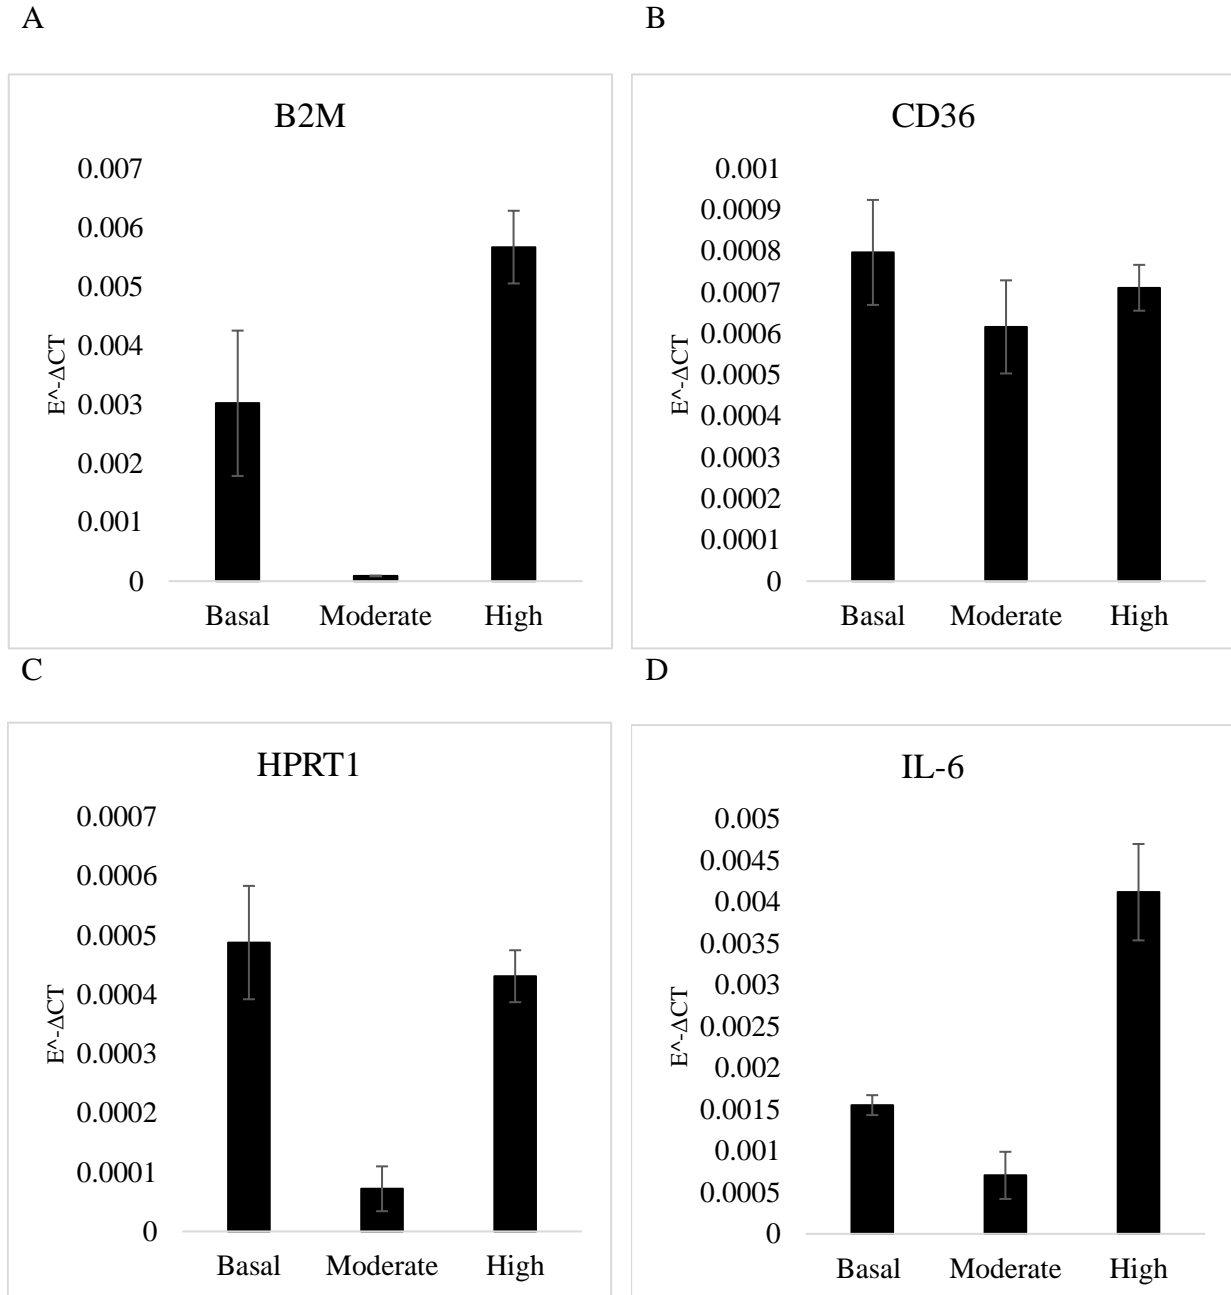 A
B
B2M
0.007
0.006
0.005
0.004
0.003
0.002
0.001
0
E^-ΔCT
Basal Moderate High
CD36
0.001
0.0009
0.0008
0.0007
0.0006
0.0005
0.0004
0.0003
0.0002
0.0001
0
E^-ΔCT
Basal Moderate High
C
D
HPRT1
0.0007
0.0006
0.0005
0.0004
0.0003
0.0002
0.0001
0
E^-ΔCT
Basal Moderate High
IL-6
0.005
0.0045
0.004
0.0035
0.003
0.0025
0.002
0.0015
0.001
0.0005
0
E^-ΔCT
Basal Moderate High